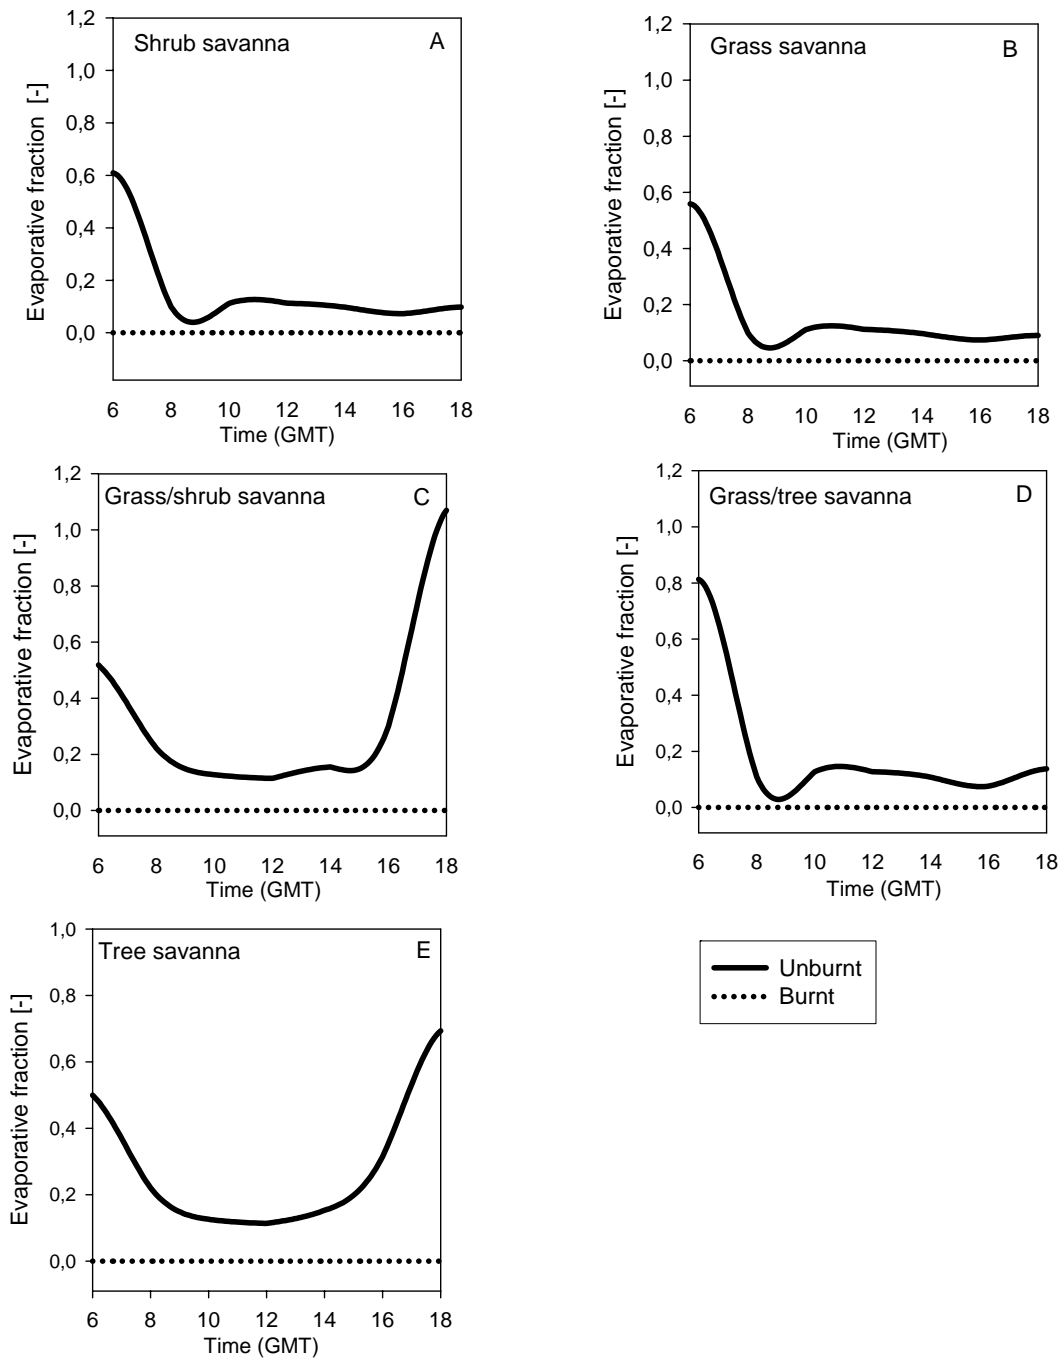 Shrub savanna
A
Evaporative fraction [-]
1,2
1,0
0,8
0,6
0,4
0,2
0,0
6 8 10 12 14 16 18
Time (GMT)
Grass savanna
B
Evaporative fraction [-]
1,2
1,0
0,8
0,6
0,4
0,2
0,0
6 8 10 12 14 16 18
Time (GMT)
Grass/shrub savanna
C
Evaporative fraction [-]
1,2
1,0
0,8
0,6
0,4
0,2
0,0
6 8 10 12 14 16 18
Time (GMT)
Grass/tree savanna
D
Evaporative fraction [-]
1,2
1,0
0,8
0,6
0,4
0,2
0,0
6 8 10 12 14 16 18
Time (GMT)
Tree savanna
E
Evaporative fraction [-]
1,0
0,8
0,6
0,4
0,2
0,0
6 8 10 12 14 16 18
Time (GMT)
Unburnt
Burnt